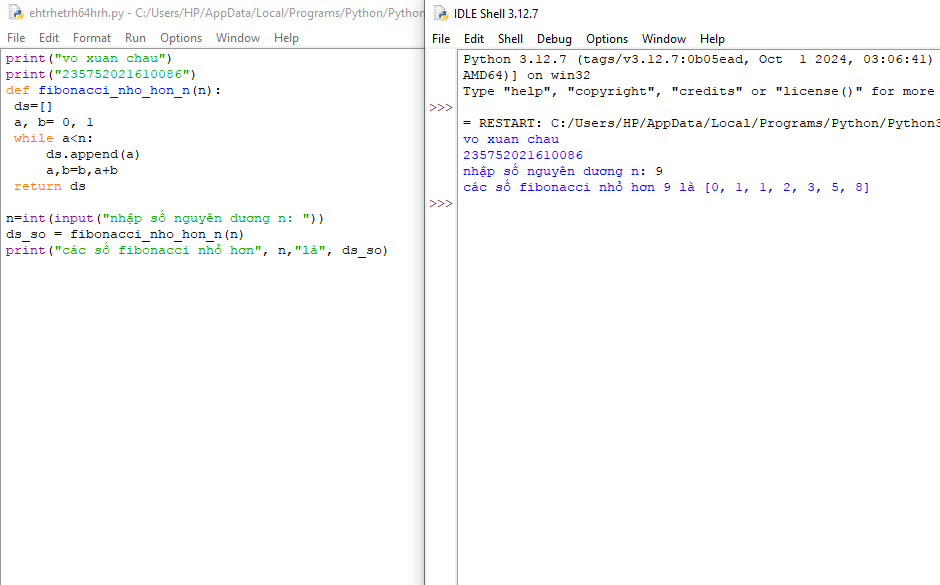 ehtrhetrh64hrh.py - C:/Users/HP/AppData/Local/Programs/Python/Python
File Edit Format Run Options Window Help
print("vo xuan chau")
print("235752021610086")
def fibonacci_nho_hon_n(n):
ds=[]
a, b= 0, 1
while a<n:
ds.append(a)
a,b=b,a+b
return ds
n=int(input("nhập số nguyên dương n: "))
ds_so = fibonacci_nho_hon_n(n)
print("các số fibonacci nhỏ hơn", n,"là", ds_so)
IDLE Shell 3.12.7
File Edit Shell Debug Options Window Help
Python 3.12.7 (tags/v3.12.7:0b05ead, Oct 1 2024, 03:06:41)
AMD64)] on win32
Type "help", "copyright", "credits" or "license()" for more
>>>
= RESTART: C:/Users/HP/AppData/Local/Programs/Python/Python3
vo xuan chau
235752021610086
nhập số nguyên dương n: 9
các số fibonacci nhỏ hơn 9 là [0, 1, 1, 2, 3, 5, 8]
>>>